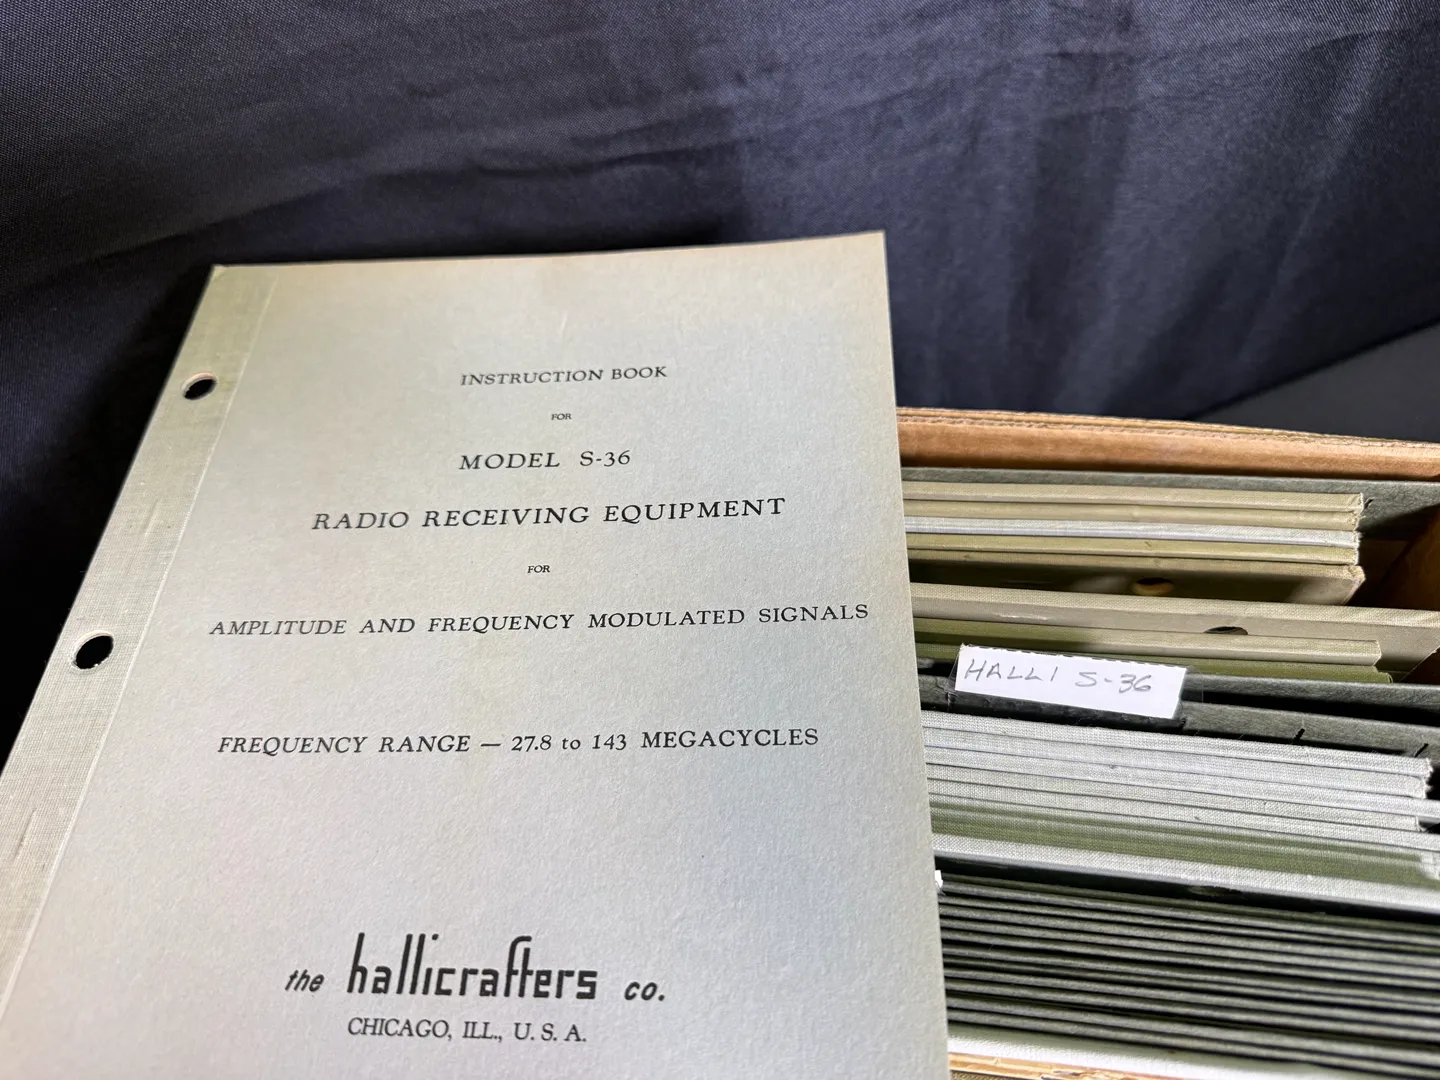 INSTRUCTION BOOK
FOR
MODEL S-36
RADIO RECEIVING EQUIPMENT
FOR
AMPLITUDE AND FREQUENCY MODULATED SIGNALS
FREQUENCY RANGE — 27.8 to 143 MEGACYCLES
the hallicrafters co.
CHICAGO, ILL., U. S. A.
HALLI S-36